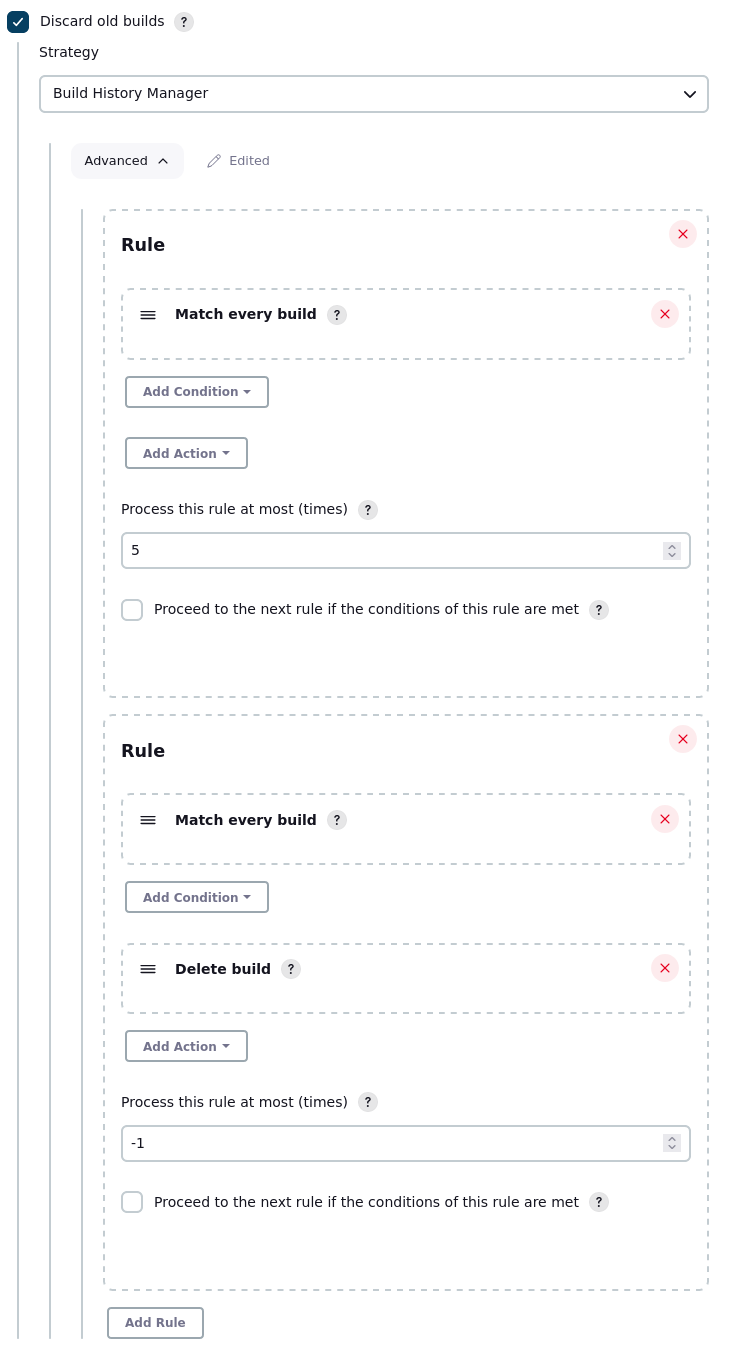 Discard old builds ?
Strategy
Build History Manager
Advanced Edited
Rule
Match every build ?
Add Condition
Add Action
Process this rule at most (times) ?
5
Proceed to the next rule if the conditions of this rule are met ?
Rule
Match every build ?
Add Condition
Delete build ?
Add Action
Process this rule at most (times) ?
-1
Proceed to the next rule if the conditions of this rule are met ?
Add Rule